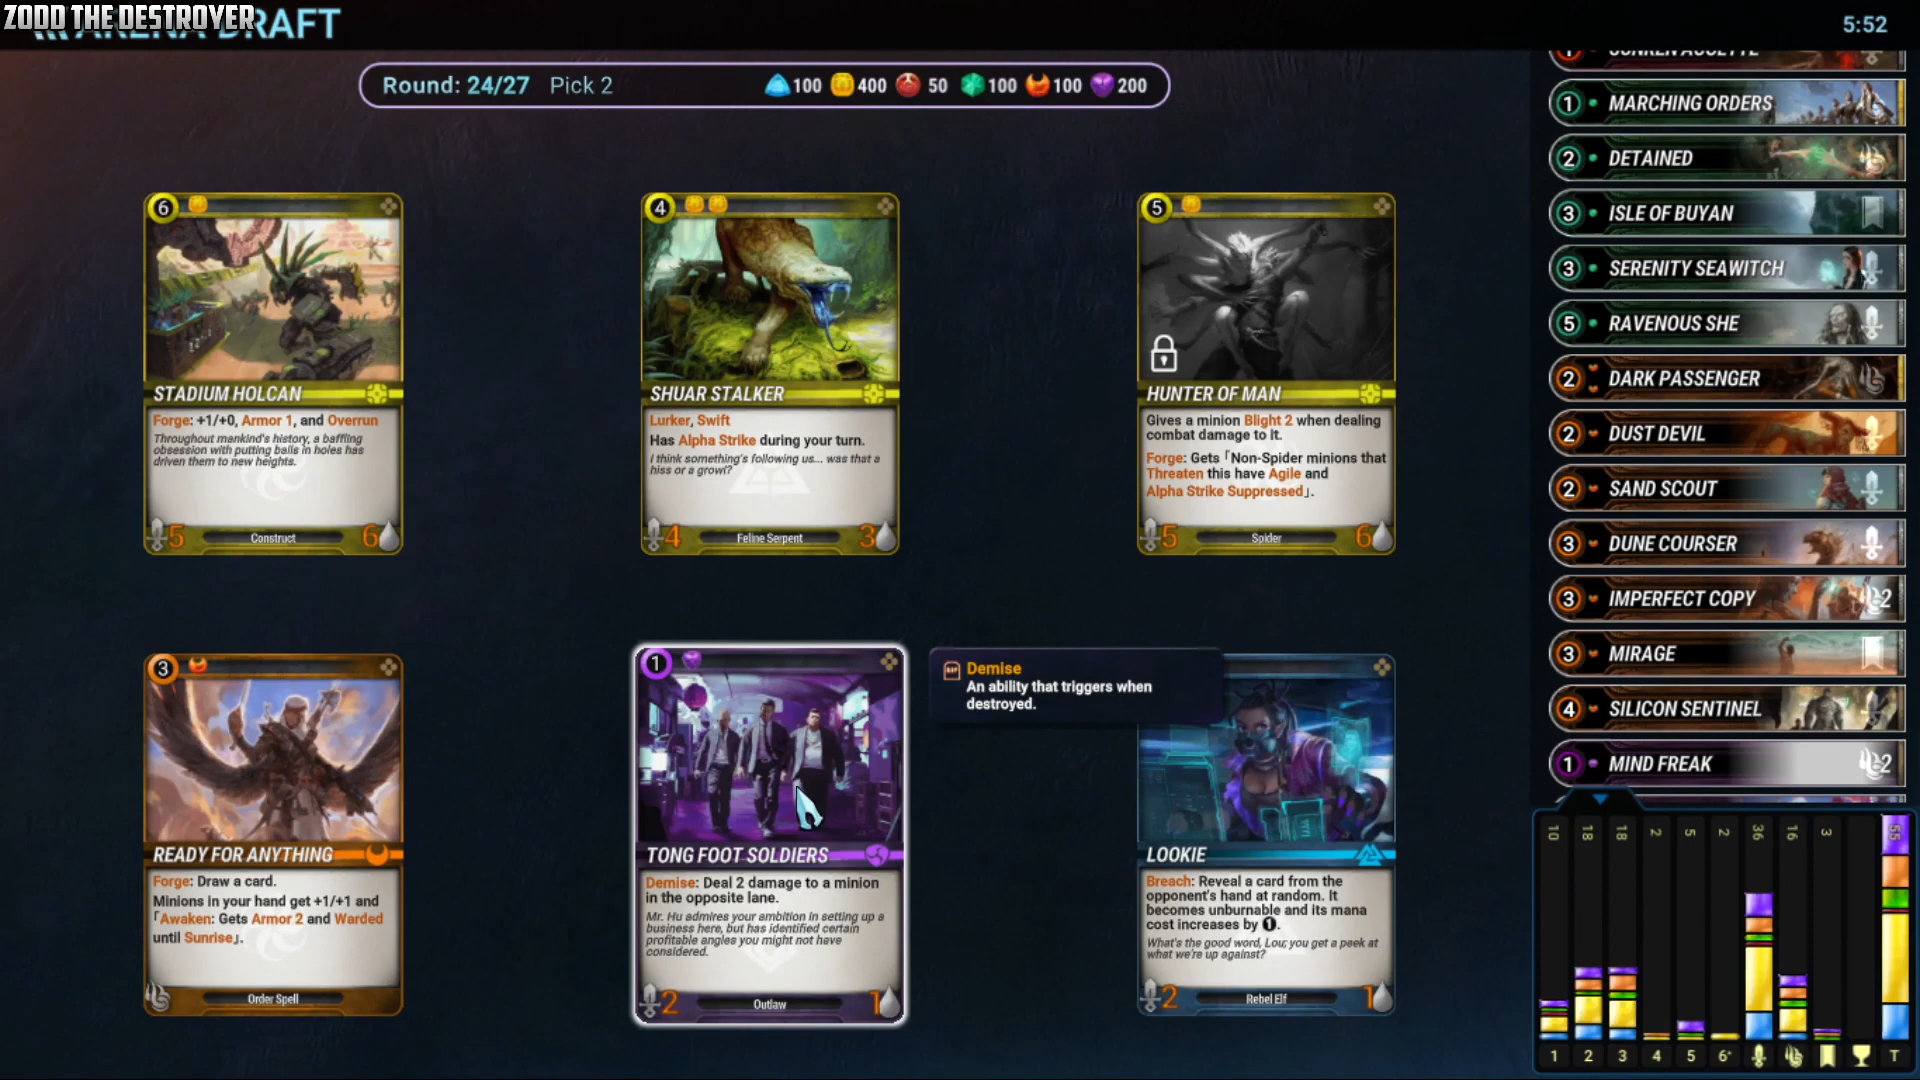 ZODD THE DESTROYER
ARENA DRAFT
5:52
Round: 24/27 Pick 2
100 400 50 100 100 200
6
STADIUM HOLCAN
Forge: +1/+0, Armor 1, and Overrun
Throughout mankind's history, a baffling
obsession with putting balls in holes has
driven them to new heights.
5 Construct 6
4
SHUAR STALKER
Lurker, Swift
Has Alpha Strike during your turn.
I think something's following us... was that a
hiss or a growl?
4 Feline Serpent 3
5
HUNTER OF MAN
Gives a minion Blight 2 when dealing
combat damage to it.
Forge: Gets「Non-Spider minions that
Threaten this have Agile and
Alpha Strike Suppressed」.
5 Spider 6
3
READY FOR ANYTHING
Forge: Draw a card.
Minions in your hand get +1/+1 and
「Awaken: Gets Armor 2 and Warded
until Sunrise」.
Order Spell
1
TONG FOOT SOLDIERS
Demise: Deal 2 damage to a minion
in the opposite lane.
Mr. Hu admires your ambition in setting up a
business here, but has identified certain
profitable angles you might not have
considered.
2 Outlaw 1
Demise
An ability that triggers when
destroyed.
LOOKIE
Breach: Reveal a card from the
opponent's hand at random. It
becomes unburnable and its mana
cost increases by 1.
What's the good word, Lou; you get a peek at
what we're up against?
2 Rebel Elf 1
1 MARCHING ORDERS
2 DETAINED
3 ISLE OF BUYAN
3 SERENITY SEAWITCH
5 RAVENOUS SHE
2 DARK PASSENGER
2 DUST DEVIL
2 SAND SCOUT
3 DUNE COURSER
3 IMPERFECT COPY 2
3 MIRAGE
4 SILICON SENTINEL
1 MIND FREAK 2
10 18 18 2 5 2 36 16 3 55
1 2 3 4 5 6+ T